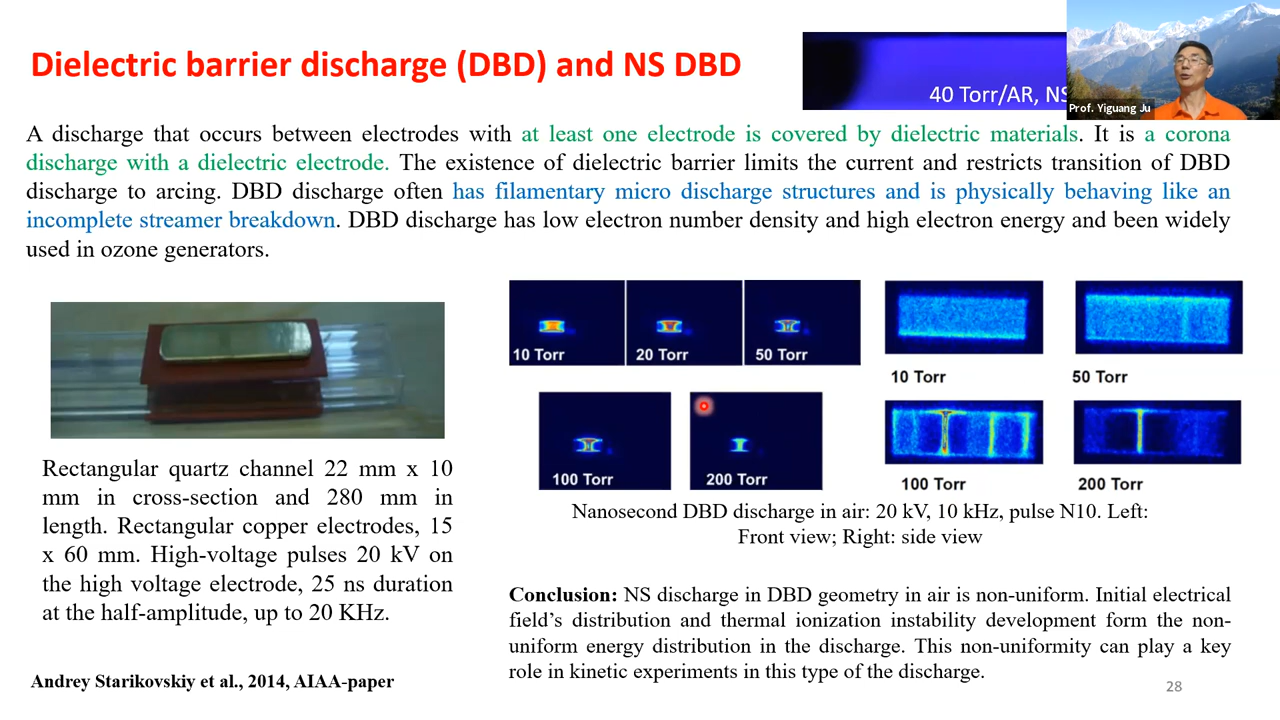 Dielectric barrier discharge (DBD) and NS DBD
40 Torr/AR, NS
Prof. Yiguang Ju
A discharge that occurs between electrodes with at least one electrode is covered by dielectric materials. It is a corona
discharge with a dielectric electrode. The existence of dielectric barrier limits the current and restricts transition of DBD
discharge to arcing. DBD discharge often has filamentary micro discharge structures and is physically behaving like an
incomplete streamer breakdown. DBD discharge has low electron number density and high electron energy and been widely
used in ozone generators.
10 Torr
20 Torr
50 Torr
10 Torr
50 Torr
100 Torr
200 Torr
100 Torr
200 Torr
Rectangular quartz channel 22 mm x 10
mm in cross-section and 280 mm in
length. Rectangular copper electrodes, 15
x 60 mm. High-voltage pulses 20 kV on
the high voltage electrode, 25 ns duration
at the half-amplitude, up to 20 KHz.
Nanosecond DBD discharge in air: 20 kV, 10 kHz, pulse N10. Left:
Front view; Right: side view
Conclusion: NS discharge in DBD geometry in air is non-uniform. Initial electrical
field's distribution and thermal ionization instability development form the non-
uniform energy distribution in the discharge. This non-uniformity can play a key
role in kinetic experiments in this type of the discharge.
Andrey Starikovskiy et al., 2014, AIAA-paper
28